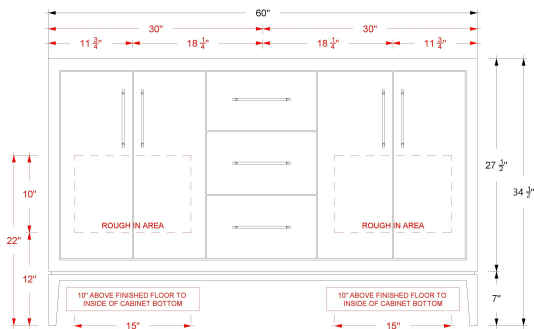 60"
30" 30"
11 3/4" 18 1/4" 18 1/4" 11 3/4"
27 1/2"
34 1/2"
10"
22"
ROUGH IN AREA ROUGH IN AREA
12"
10" ABOVE FINISHED FLOOR TO
INSIDE OF CABINET BOTTOM
10" ABOVE FINISHED FLOOR TO
INSIDE OF CABINET BOTTOM
7"
15" 15"